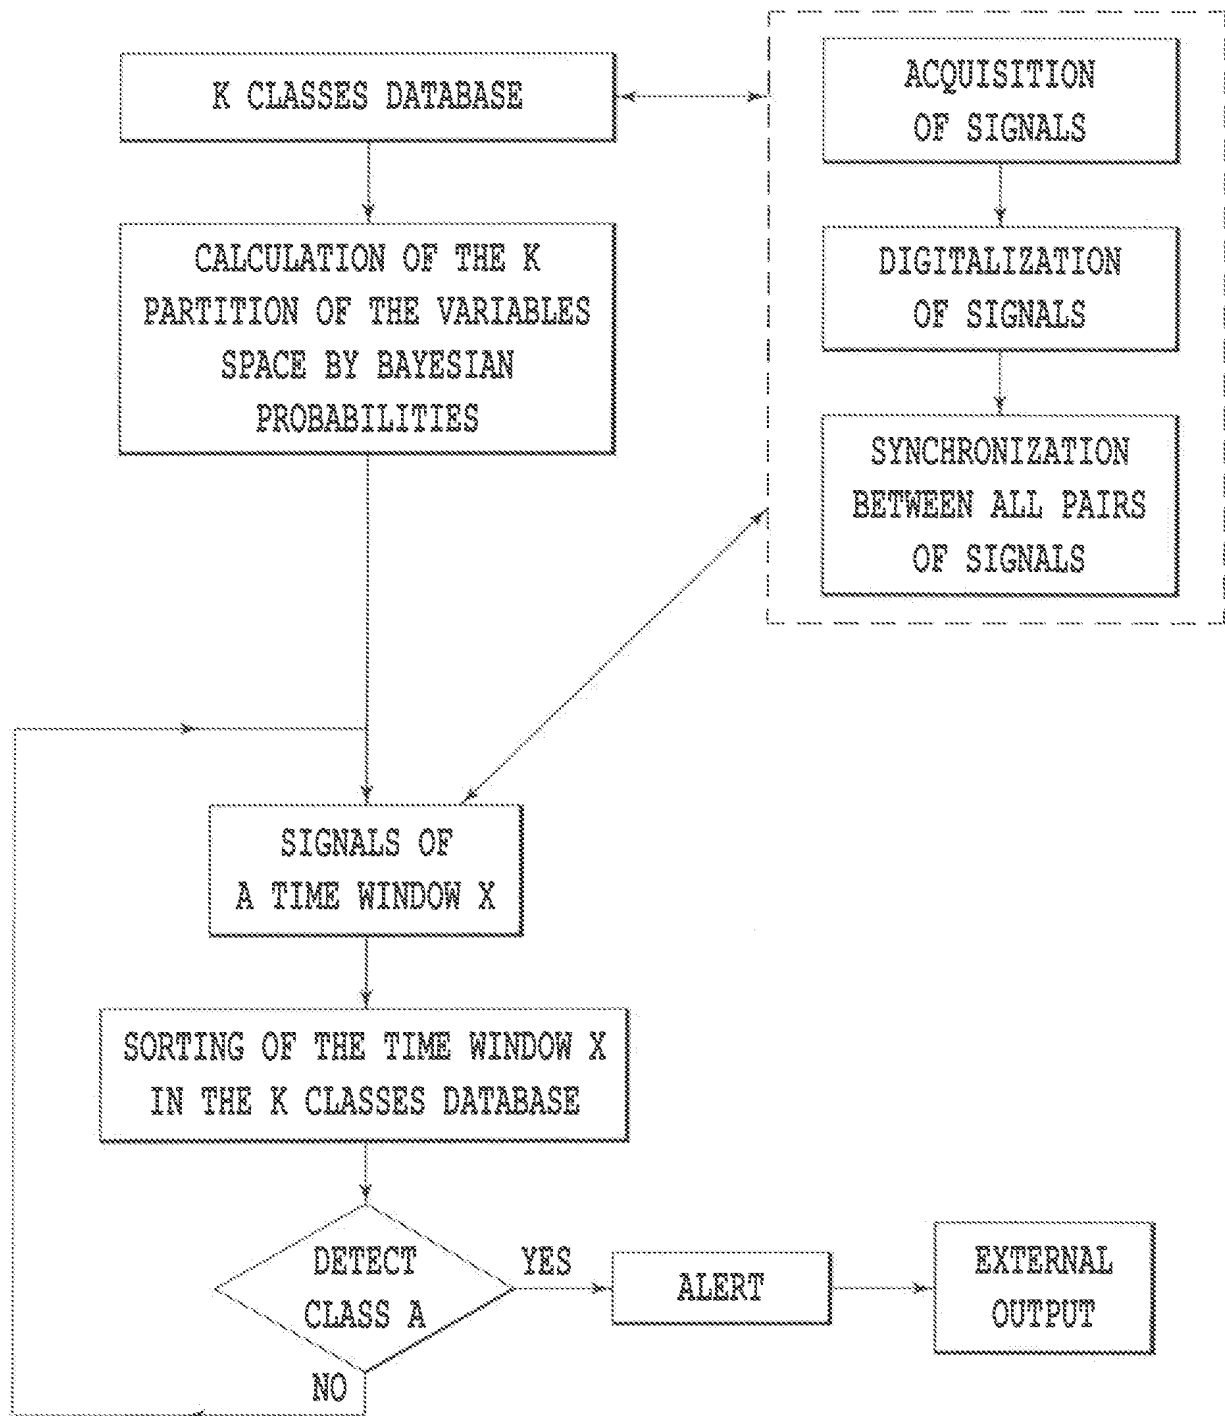 K CLASSES DATABASE
ACQUISITION
OF SIGNALS
CALCULATION OF THE K
PARTITION OF THE VARIABLES
SPACE BY BAYESIAN
PROBABILITIES
DIGITALIZATION
OF SIGNALS
SYNCHRONIZATION
BETWEEN ALL PAIRS
OF SIGNALS
SIGNALS OF
A TIME WINDOW X
SORTING OF THE TIME WINDOW X
IN THE K CLASSES DATABASE
DETECT
CLASS A
YES
ALERT
EXTERNAL
OUTPUT
NO